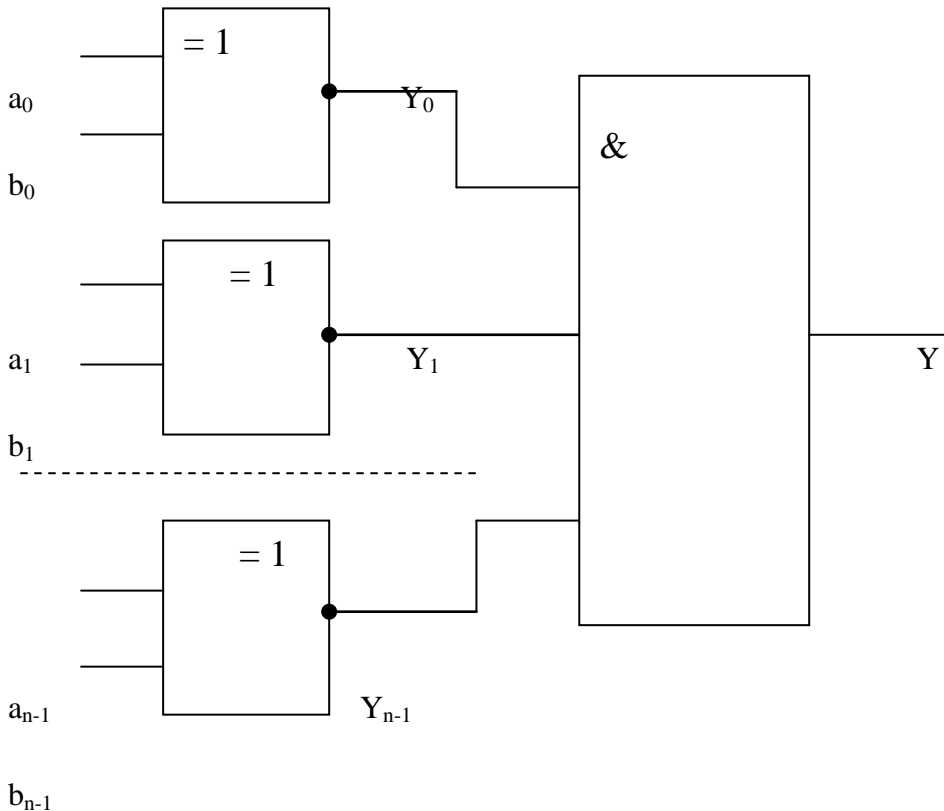 = 1
a₀
Y₀
&
b₀
= 1
a₁
Y₁
Y
b₁
= 1
aₙ₋₁
Yₙ₋₁
bₙ₋₁